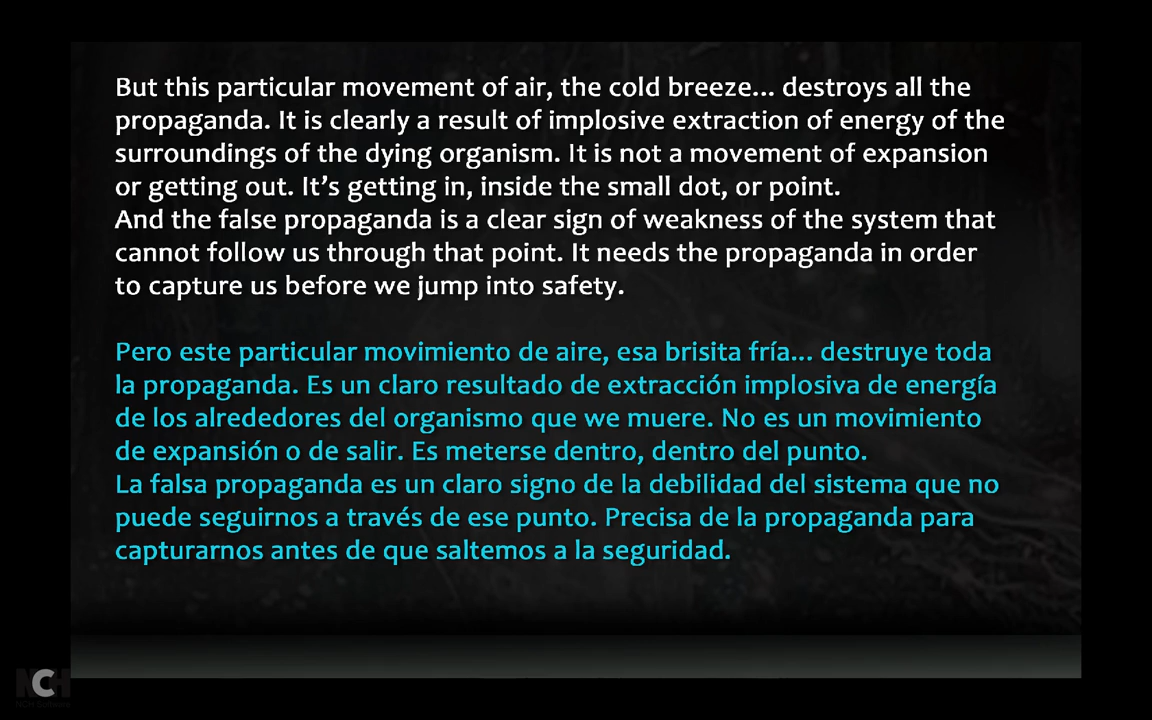 But this particular movement of air, the cold breeze... destroys all the
propaganda. It is clearly a result of implosive extraction of energy of the
surroundings of the dying organism. It is not a movement of expansion
or getting out. It's getting in, inside the small dot, or point.
And the false propaganda is a clear sign of weakness of the system that
cannot follow us through that point. It needs the propaganda in order
to capture us before we jump into safety.
Pero este particular movimiento de aire, esa brisita fría... destruye toda
la propaganda. Es un claro resultado de extracción implosiva de energía
de los alrededores del organismo que we muere. No es un movimiento
de expansión o de salir. Es meterse dentro, dentro del punto.
La falsa propaganda es un claro signo de la debilidad del sistema que no
puede seguirnos a través de ese punto. Precisa de la propaganda para
capturarnos antes de que saltemos a la seguridad.
NCH
NCH Software